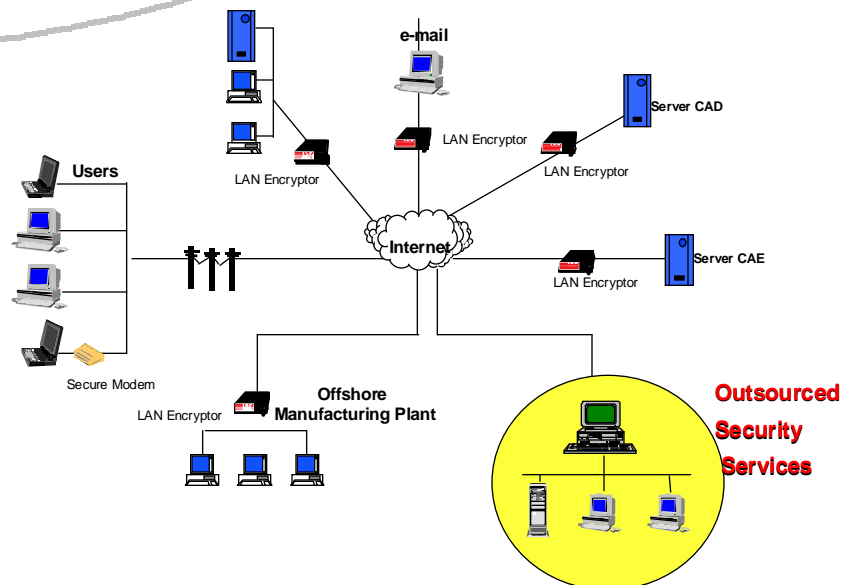 e-mail
Server CAD
LAN Encryptor
LAN Encryptor
LAN Encryptor
Users
Internet
Server CAE
LAN Encryptor
Secure Modem
Offshore
Manufacturing Plant
LAN Encryptor
Outsourced
Security
Services